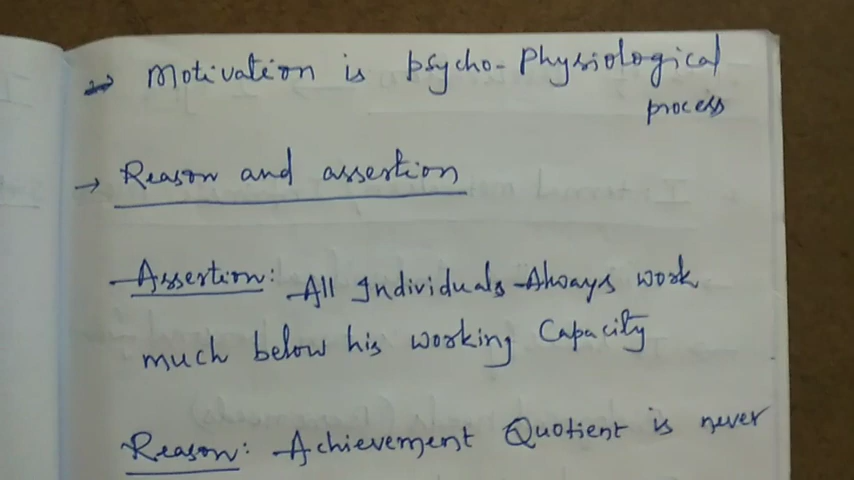 → Motivation is psycho-Physiological
process
→ Reason and assertion
Assertion: All Individuals Always work
much below his working Capacity
Reason: Achievement Quotient is never